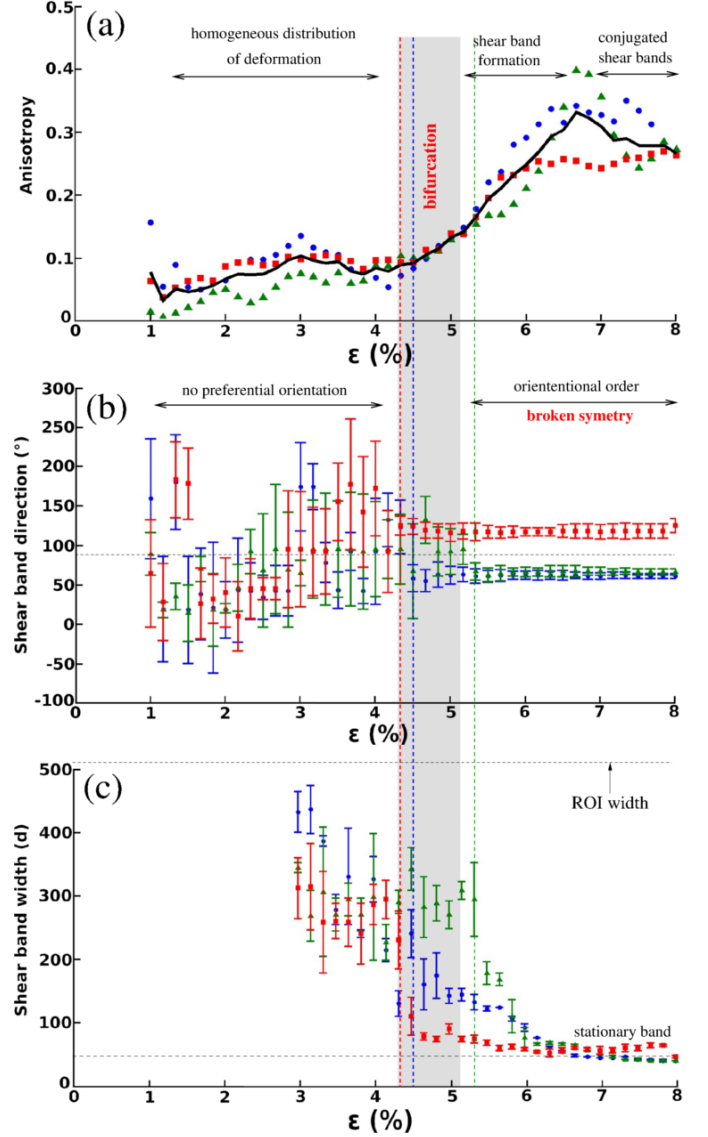 (a)
homogeneous distribution
of deformation
shear band
formation
conjugated
shear bands
bifurcation
Anisotropy
0.5
0.4
0.3
0.2
0.1
0
1 2 3 4 5 6 7 8
ε (%)
(b)
no preferential orientation
oriententional order
broken symetry
Shear band direction (°)
300
250
200
150
100
50
0
-50
-100
1 2 3 4 5 6 7 8
ε (%)
(c)
ROI width
stationary band
Shear band width (d)
500
400
300
200
100
0
1 2 3 4 5 6 7 8
ε (%)